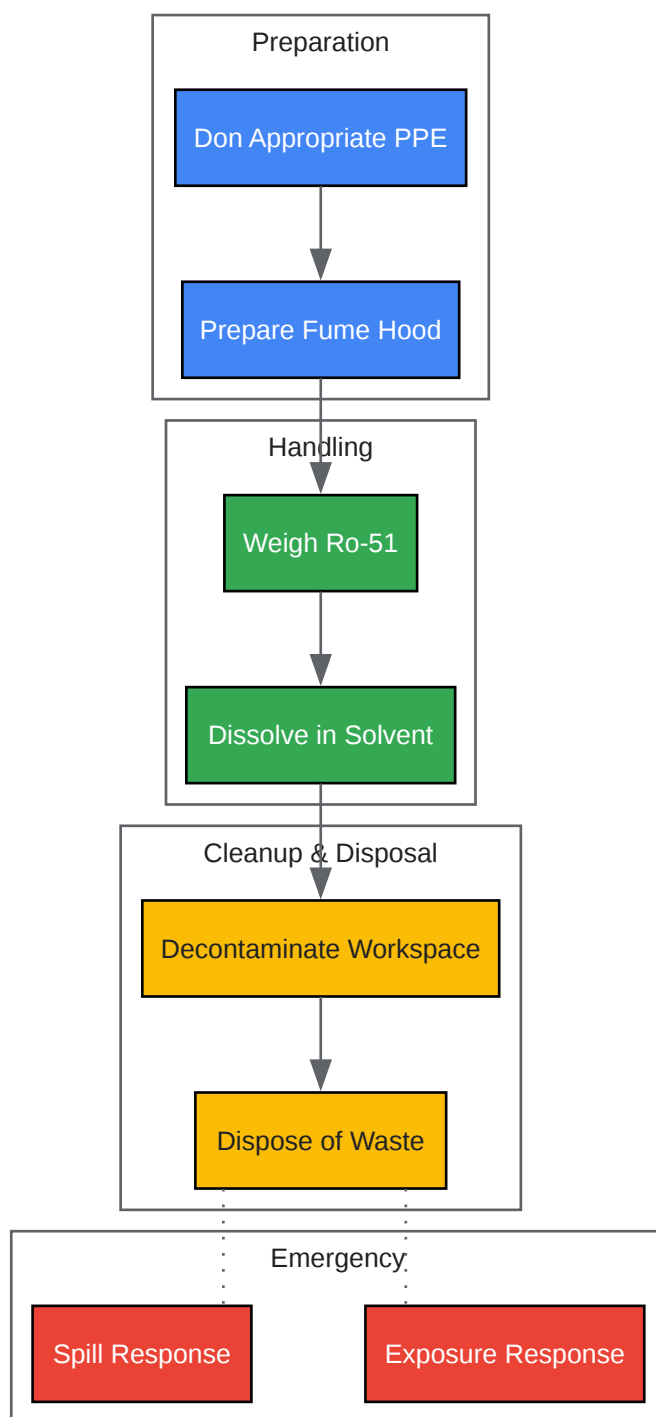 Preparation
Don Appropriate PPE
Prepare Fume Hood
Handling
Weigh Ro-51
Dissolve in Solvent
Cleanup & Disposal
Decontaminate Workspace
Dispose of Waste
Emergency
Spill Response
Exposure Response